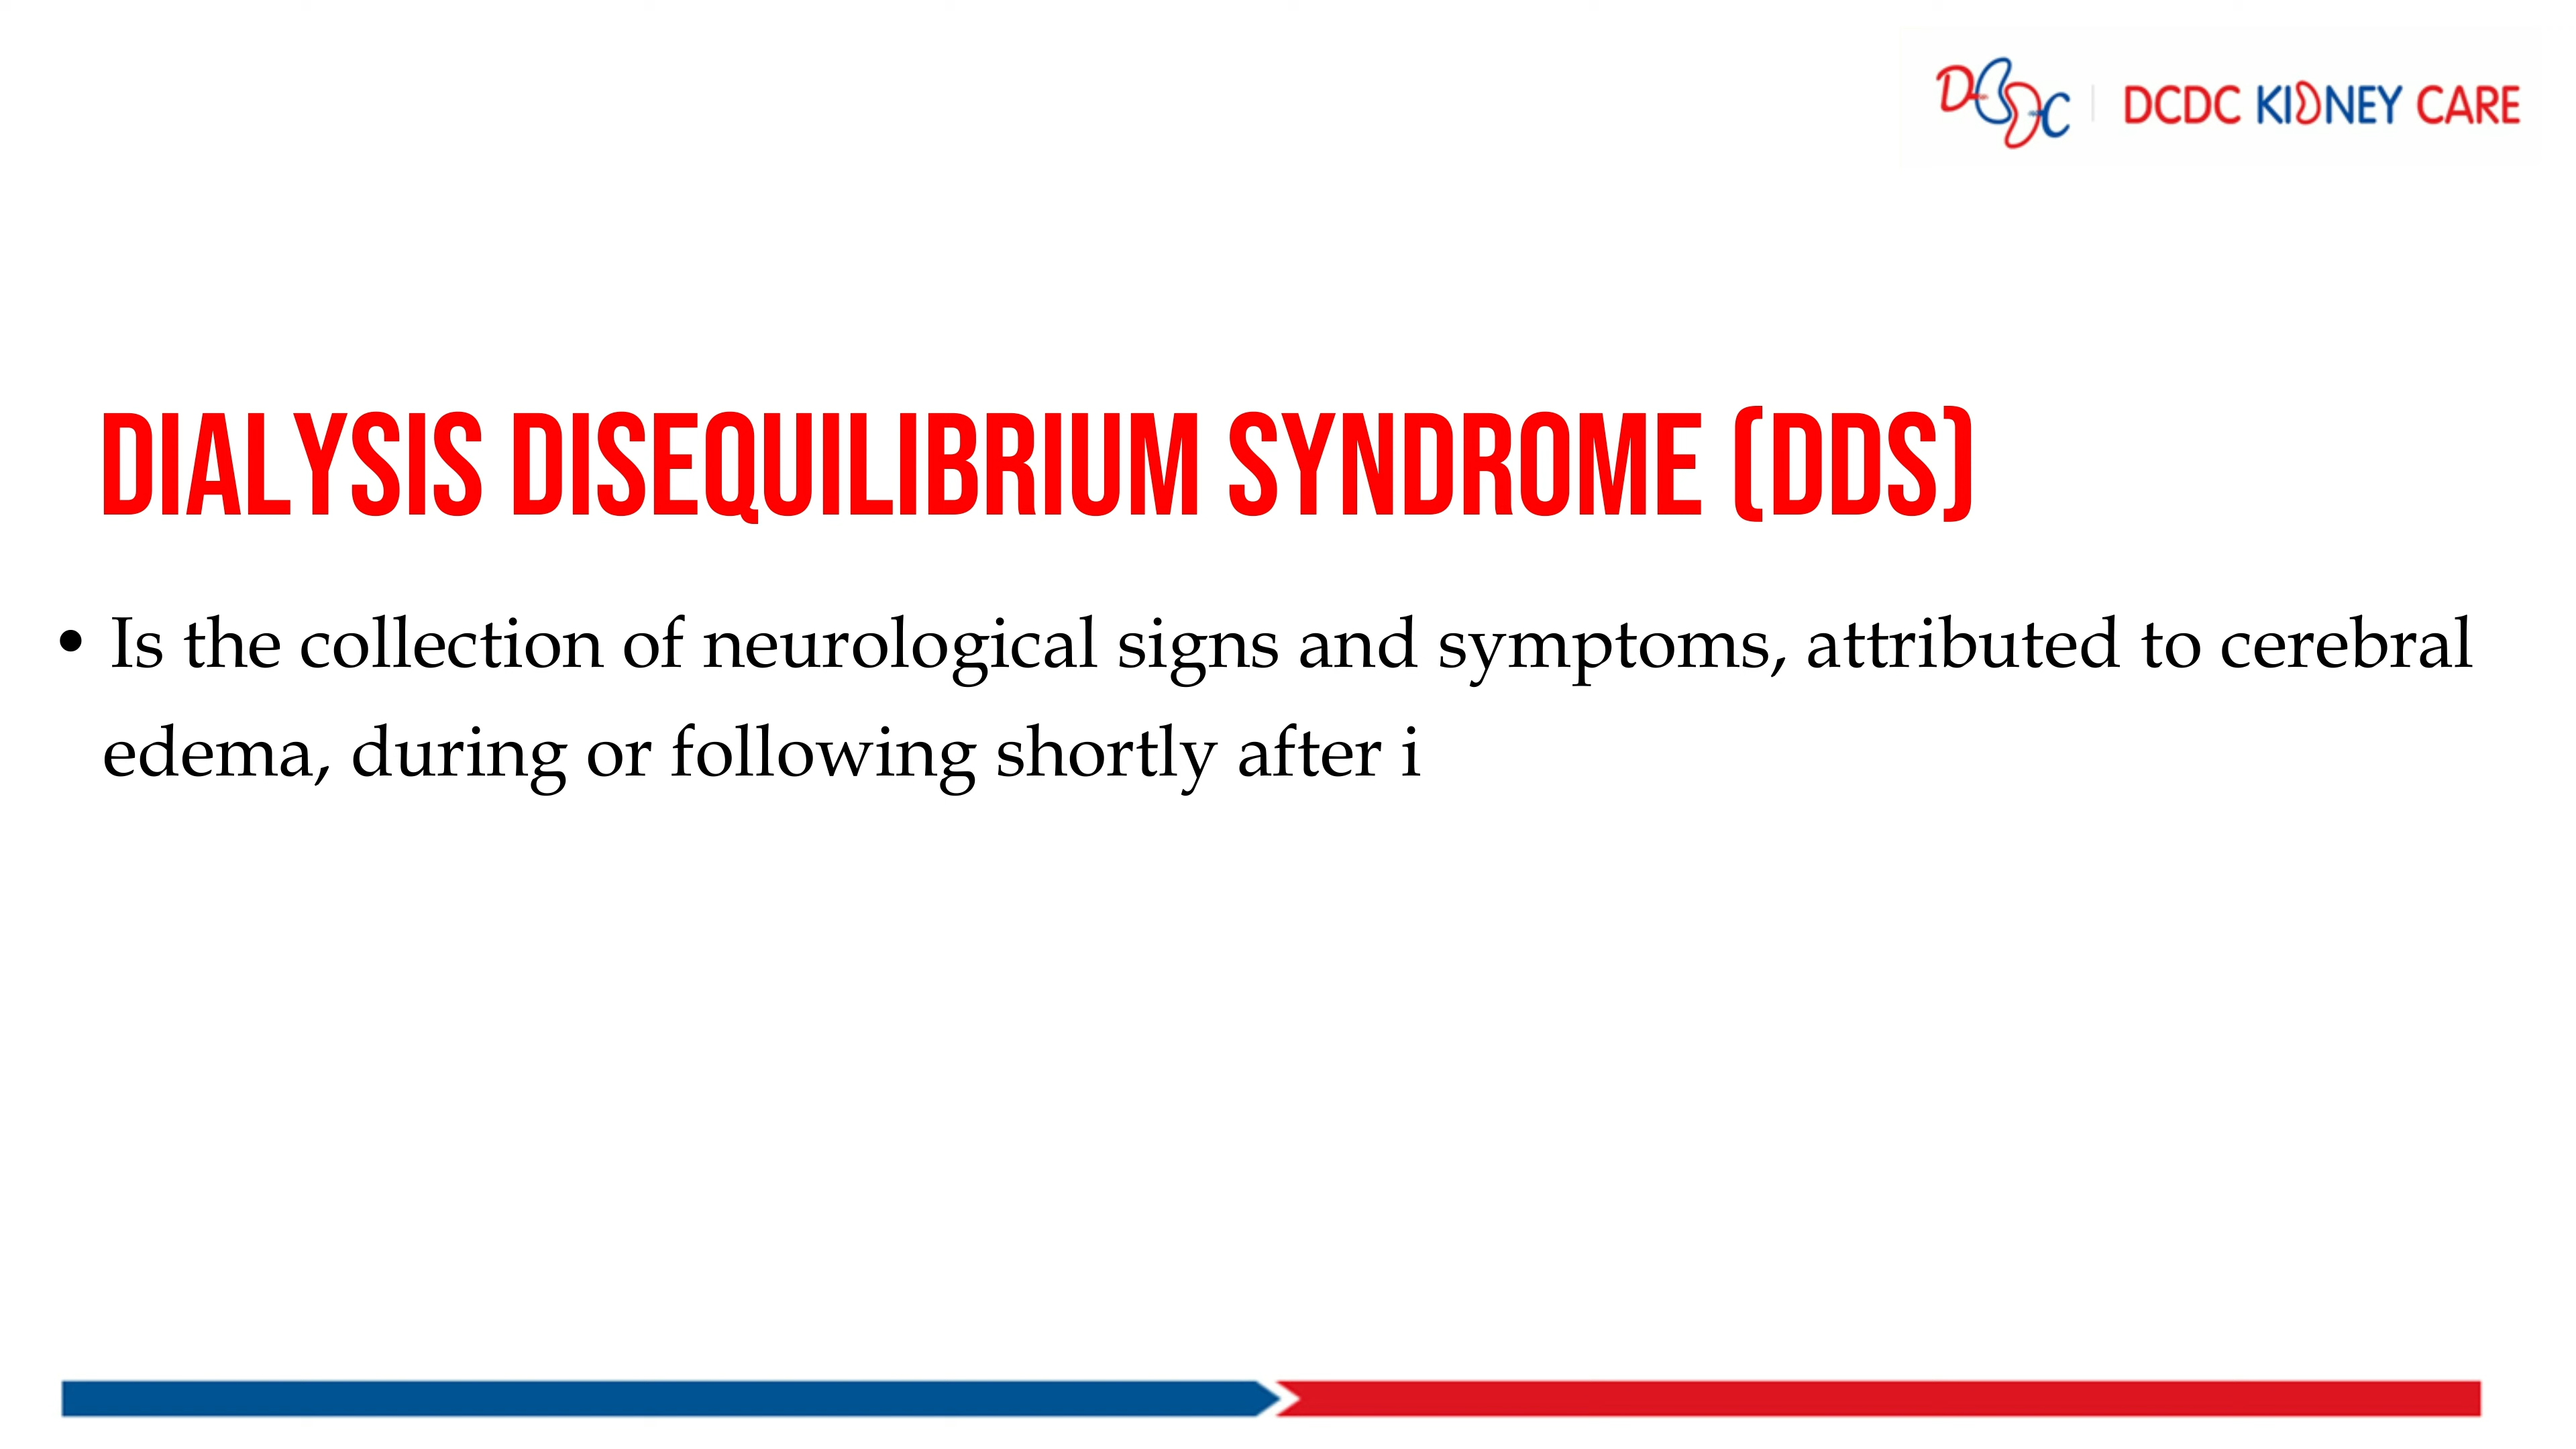 DCDC | DCDC KIDNEY CARE
DIALYSIS DISEQUILIBRIUM SYNDROME (DDS)
• Is the collection of neurological signs and symptoms, attributed to cerebral
edema, during or following shortly after i